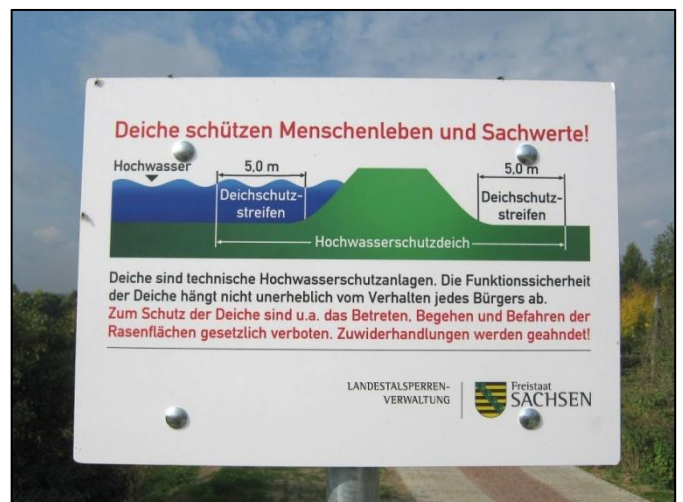 Deiche schützen Menschenleben und Sachwerte!
Hochwasser
5,0 m
5,0 m
Deichschutz-
streifen
Deichschutz-
streifen
Hochwasserschutzdeich
Deiche sind technische Hochwasserschutzanlagen. Die Funktionssicherheit
der Deiche hängt nicht unerheblich vom Verhalten jedes Bürgers ab.
Zum Schutz der Deiche sind u.a. das Betreten, Begehen und Befahren der
Rasenflächen gesetzlich verboten. Zuwiderhandlungen werden geahndet!
LANDESTALSPERREN-
VERWALTUNG
Freistaat
SACHSEN